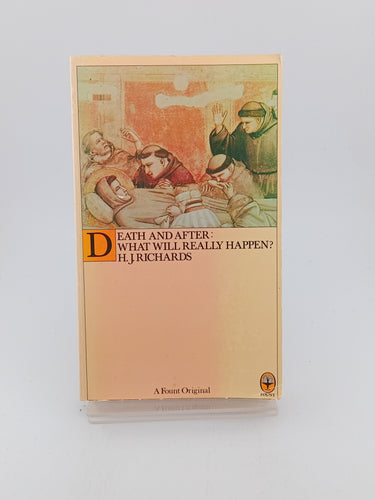 DEATH AND AFTER:
WHAT WILL REALLY HAPPEN?
H.J. RICHARDS
A Fount Original
FOUNT